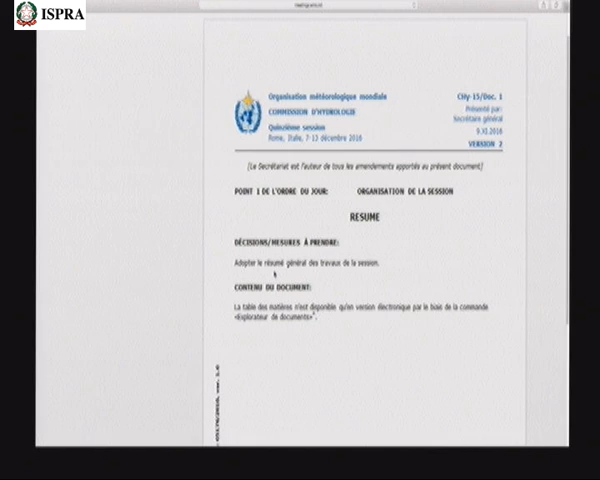 ISPRA
Organisation météorologique mondiale
COMMISSION D'HYDROLOGIE
Quinzième session
Rome, Italie, 7-13 décembre 2016
CHy-15/Doc. 1
Présenté par:
Secrétaire général
9.XI.2016
VERSION 2
[Le Secrétariat est l'auteur de tous les amendements apportés au présent document]
POINT 1 DE L'ORDRE DU JOUR: ORGANISATION DE LA SESSION
RESUME
DÉCISIONS/MESURES À PRENDRE:
Adopter le résumé général des travaux de la session.
CONTENU DU DOCUMENT:
La table des matières n'est disponible qu'en version électronique par le biais de la commande
«Explorateur de documents»*.